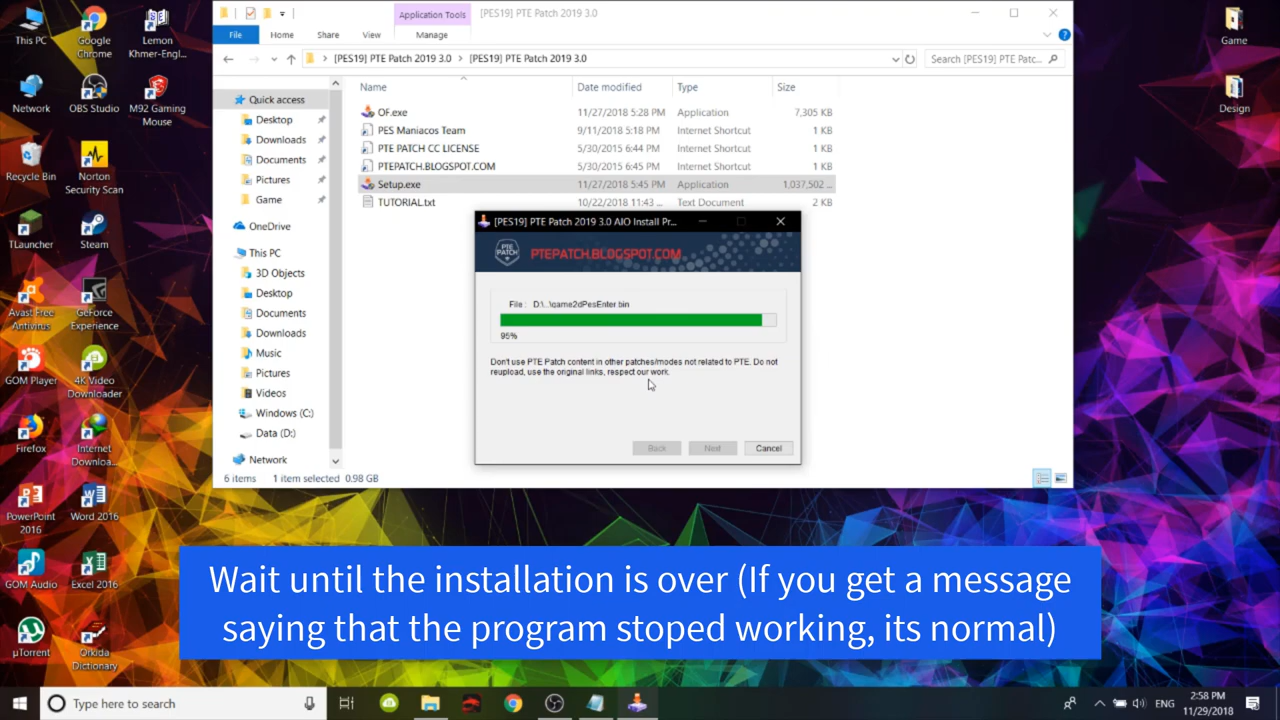 This PC
Google
Chrome
Lemon
Khmer-Engl...
Network
OBS Studio
M92 Gaming
Mouse
Recycle Bin
Norton
Security Scan
TLauncher
Steam
Avast Free
Antivirus
GeForce
Experience
GOM Player
4K Video
Downloader
Firefox
Internet
Downloa...
PowerPoint
2016
Word 2016
GOM Audio
Excel 2016
µTorrent
Orkida
Dictionary
Game
Design
Application Tools
[PES19] PTE Patch 2019 3.0
File
Home
Share
View
Manage
[PES19] PTE Patch 2019 3.0 > [PES19] PTE Patch 2019 3.0
Search [PES19] PTE Patc...
Quick access
Desktop
Downloads
Documents
Pictures
Game
OneDrive
This PC
3D Objects
Desktop
Documents
Downloads
Music
Pictures
Videos
Windows (C:)
Data (D:)
Network
Name Date modified Type Size
OF.exe 11/27/2018 5:28 PM Application 7,305 KB
PES Maniacos Team 9/11/2018 5:18 PM Internet Shortcut 1 KB
PTE PATCH CC LICENSE 5/30/2015 6:44 PM Internet Shortcut 1 KB
PTEPATCH.BLOGSPOT.COM 5/30/2015 6:45 PM Internet Shortcut 1 KB
Setup.exe 11/27/2018 5:45 PM Application 1,037,502 ...
TUTORIAL.txt 10/22/2018 11:43 ... Text Document 2 KB
[PES19] PTE Patch 2019 3.0 AIO Install Pr...
PTE
PATCH
PTEPATCH.BLOGSPOT.COM
File : D:\...\game2dPesEnter.bin
95%
Don't use PTE Patch content in other patches/modes not related to PTE. Do not
reupload, use the original links, respect our work.
Back
Next
Cancel
6 items 1 item selected 0.98 GB
Wait until the installation is over (If you get a message
saying that the program stoped working, its normal)
Type here to search
ENG
2:58 PM
11/29/2018